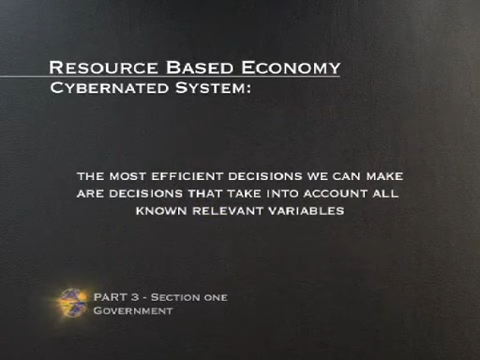 RESOURCE BASED ECONOMY
CYBERNATED SYSTEM:
THE MOST EFFICIENT DECISIONS WE CAN MAKE
ARE DECISIONS THAT TAKE INTO ACCOUNT ALL
KNOWN RELEVANT VARIABLES
PART 3 - SECTION ONE
GOVERNMENT